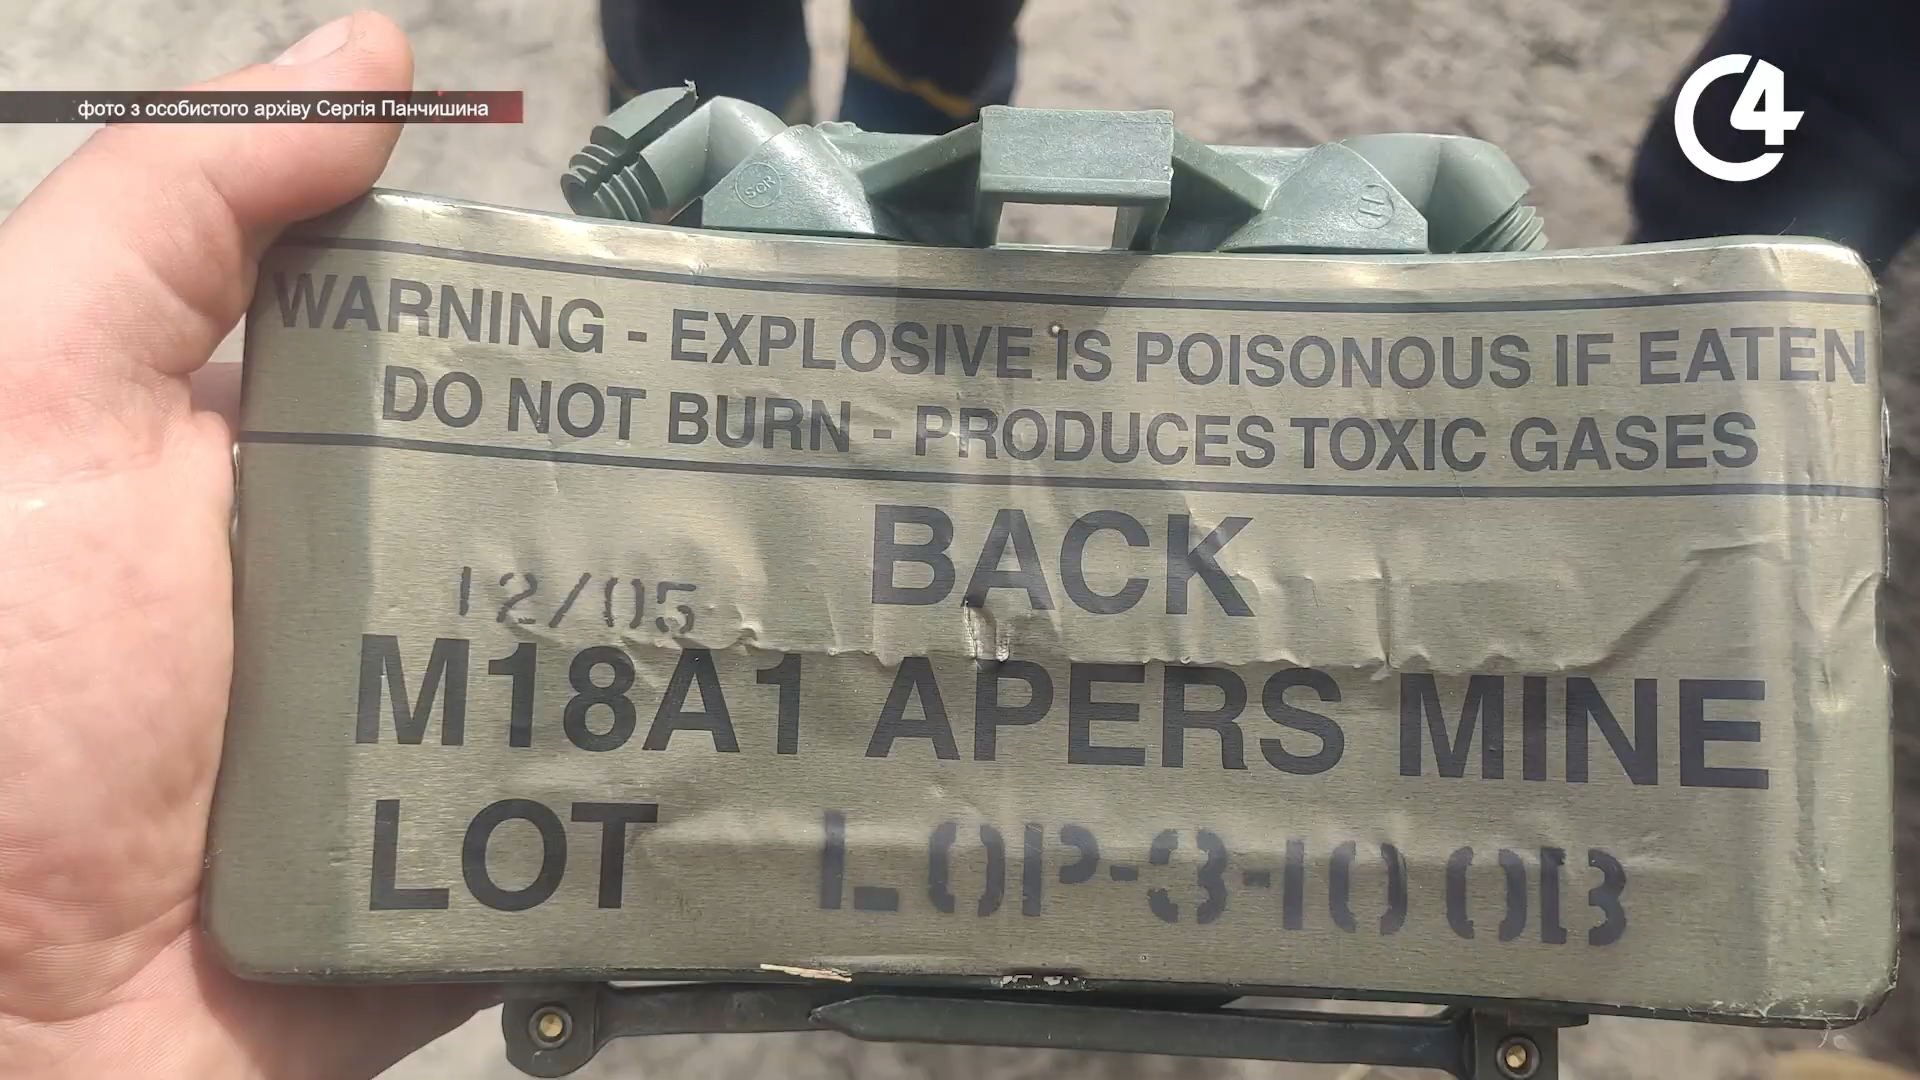 фото з особистого архіву Сергія Панчишина
C4
WARNING - EXPLOSIVE IS POISONOUS IF EATEN
DO NOT BURN - PRODUCES TOXIC GASES
BACK
12/05
M18A1 APERS MINE
LOT LOP-3-100B